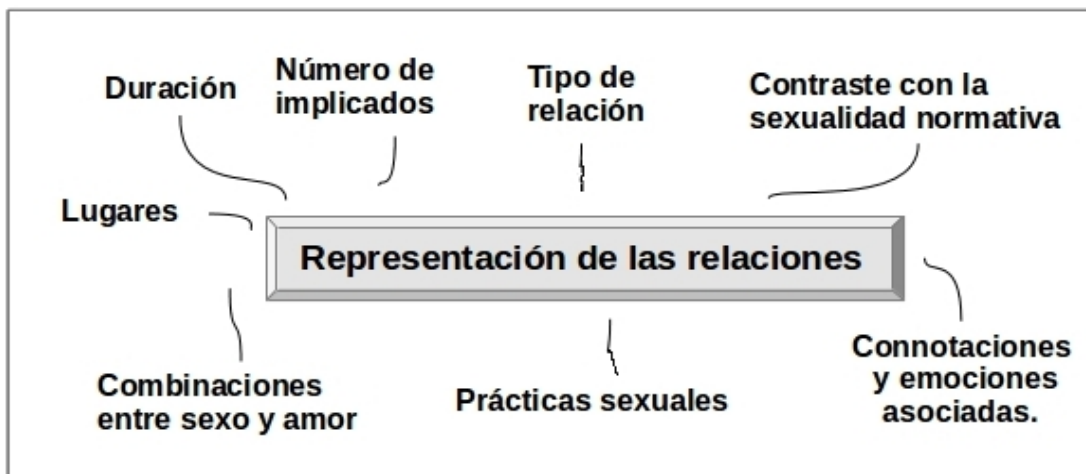 Duración
Número de
implicados
Tipo de
relación
Contraste con la
sexualidad normativa
Lugares
Representación de las relaciones
Combinaciones
entre sexo y amor
Prácticas sexuales
Connotaciones
y emociones
asociadas.